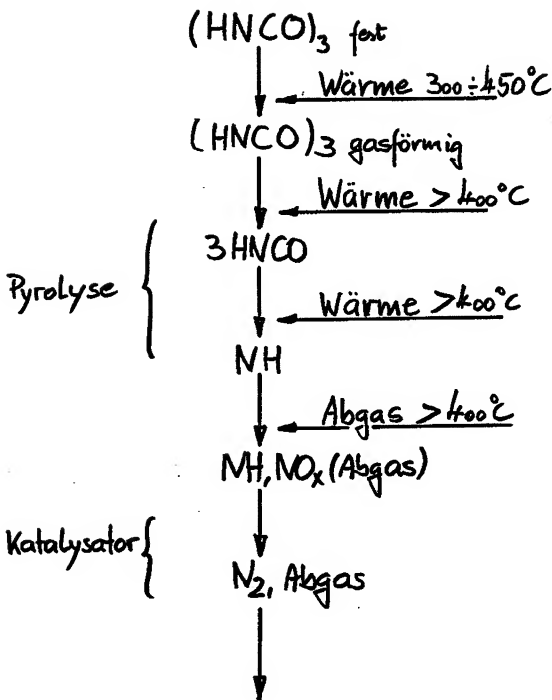 (HNCO)3 fest
Wärme 300÷450°C
(HNCO)3 gasförmig
Wärme >400°C
3HNCO
Pyrolyse
Wärme >400°C
NH
Abgas >400°C
NH, NOx (Abgas)
Katalysator
N2, Abgas